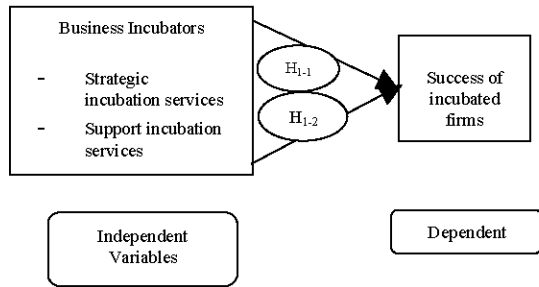 Business Incubators
- Strategic
incubation services
- Support incubation
services
H1-1
H1-2
Success of
incubated
firms
Independent
Variables
Dependent